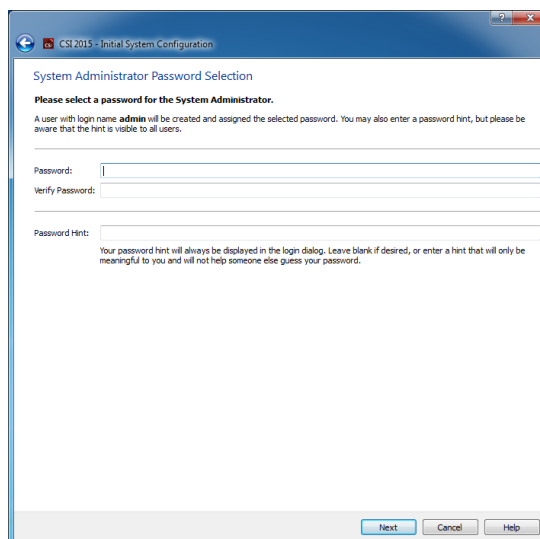 CSI 2015 - Initial System Configuration
System Administrator Password Selection
Please select a password for the System Administrator.
A user with login name admin will be created and assigned the selected password. You may also enter a password hint, but please be
aware that the hint is visible to all users.
Password:
Verify Password:
Password Hint:
Your password hint will always be displayed in the login dialog. Leave blank if desired, or enter a hint that will only be
meaningful to you and will not help someone else guess your password.
Next Cancel Help